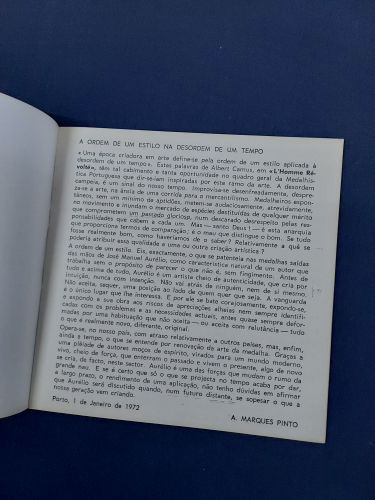 A ORDEM DE UM ESTILO NA DESORDEM DE UM TEMPO
«Uma época criadora em arte define-se pela ordem de um estilo aplicada à
desordem de um tempo». Estas palavras de Albert Camus, em «L'Homme Ré-
volté», têm sal cabimento e tanta oportunidade no quadro geral da Medalhís-
tica Portuguesa que dir-se-iam inspiradas por este ramo da arte. A desordem
campeia, é um sinal do nosso tempo. Improvisa-se desenfreadamente, despre-
za-se a arte, na ânsia de uma corrida para o mercantilismo. Medalheiros espon-
tâneos, sem um mínimo de aptidões, metem-se audaciosamente, atrevidamente,
no movimento e inundam o mercado de espécies destituídas de qualquer mérito
que comprometem um passado glorioso, num descarado desrespeito pelas res-
ponsabilidades que cabem a cada um. Mas — santo Deus! — é esta anarquia
que proporciona termos de comparação; é o mau que distingue o bom. Se tudo
fosse realmente bom, como haveríamos de o saber? Relativamente a quê se
poderia atribuir essa qualidade a uma ou outra criação artística?
A ordem de um estilo. Eis, exactamente, o que se patenteia nas medalhas saídas
das mãos de José Manuel Aurélio, como característica natural de um autor que
trabalha sem o propósito de parecer o que não é, sem fingimento. Antes de
tudo e acima de tudo, Aurélio é um artista cheio de autenticidade, que cria por
intuição, nunca por intenção. Não vai atrás de ninguém, nem de si mesmo.
Não aceita, sequer, uma posição ao lado de quem quer que seja. A vanguarda
é o único lugar que lhe interessa. E por ele se bate corajosamente, expondo-se,
e expondo a sua obra aos riscos de apreciações alheias nem sempre identifi-
cadas com os problemas e as necessidades actuais, antes quase sempre defor-
madas por uma habituação que não aceita — ou aceita com relutância — tudo
o que é realmente novo, diferente, original.
Opera-se, no nosso país, com atraso relativamente a outros países, mas, enfim,
ainda a tempo, o que se entende por renovação da arte da medalha. Graças a
uma plêiade de autores moços de espírito, virados para um mundo moderno,
vivo, cheio de força, que enterram o passado e vivem o presente, algo de novo
se cria, de facto, neste sector. Aurélio é uma das forças que mudam o rumo da
grande nau. E se é certo que só o que se projecta no tempo acaba por dar,
a largo prazo, o rendimento de uma aplicação, não tenho dúvidas em afirmar
que Aurélio será discutido quando, num futuro distante, se sopesar o que a
nossa geração vem criando.
Porto, 1 de Janeiro de 1972
A. MARQUES PINTO